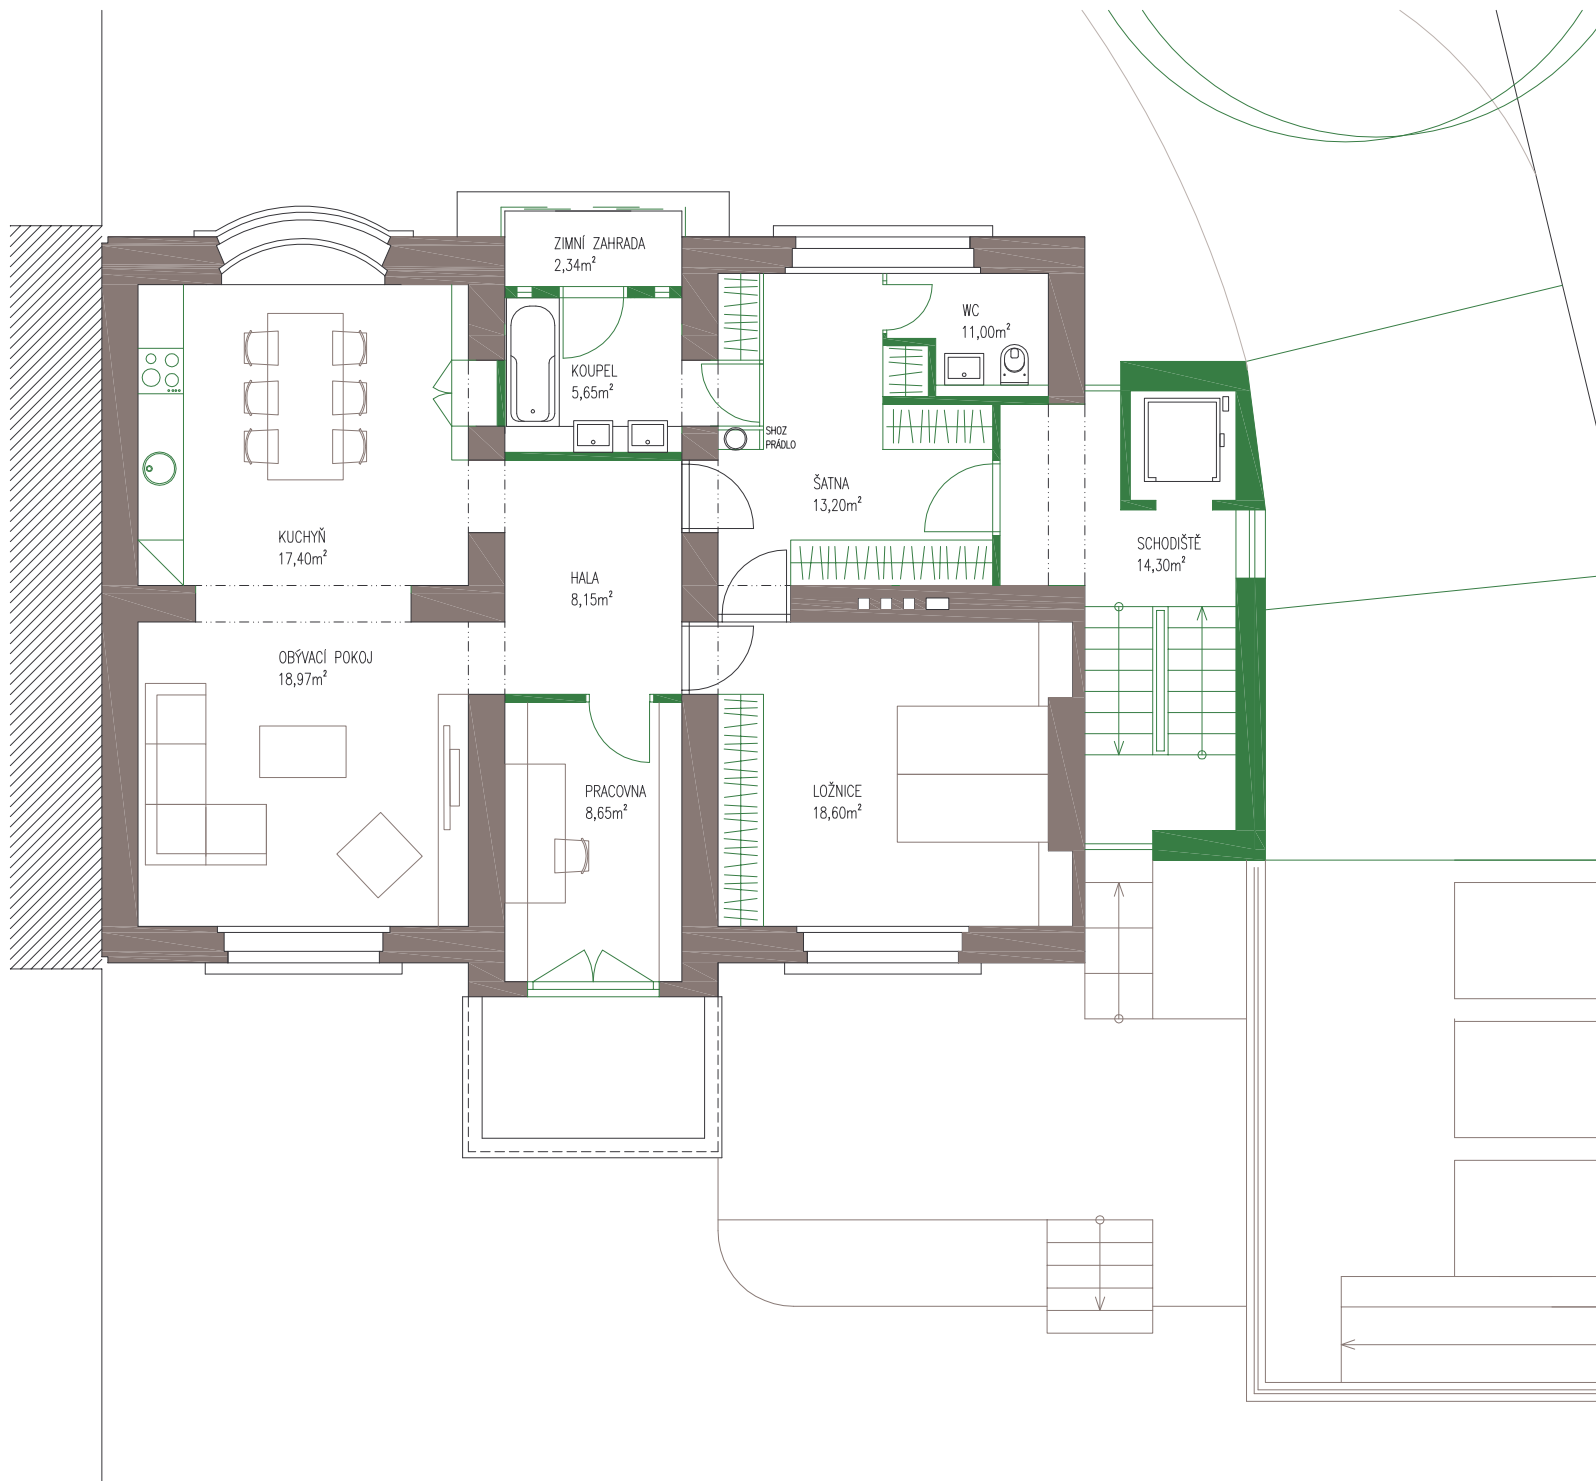 ZIMNÍ ZAHRADA
2,34m²
WC
11,00m²
KOUPEL
5,65m²
SHOZ
PRÁDLO
ŠATNA
13,20m²
KUCHYŇ
17,40m²
SCHODIŠTĚ
14,30m²
HALA
8,15m²
OBÝVACÍ POKOJ
18,97m²
PRACOVNA
8,65m²
LOŽNICE
18,60m²